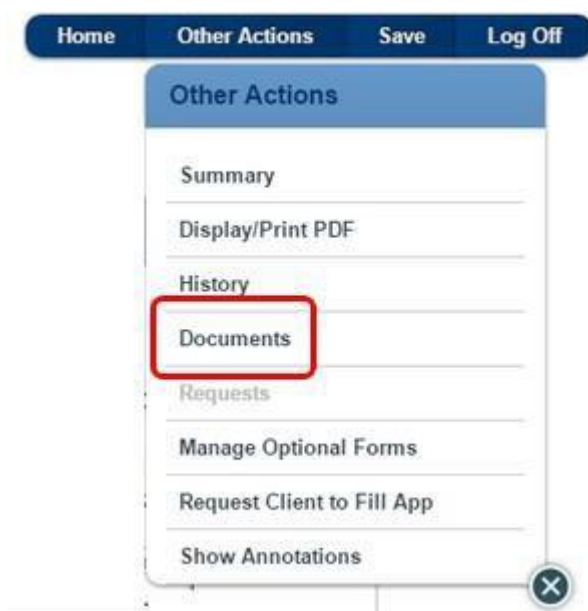 Home Other Actions Save Log Off
Other Actions
Summary
Display/Print PDF
History
Documents
Requests
Manage Optional Forms
Request Client to Fill App
Show Annotations